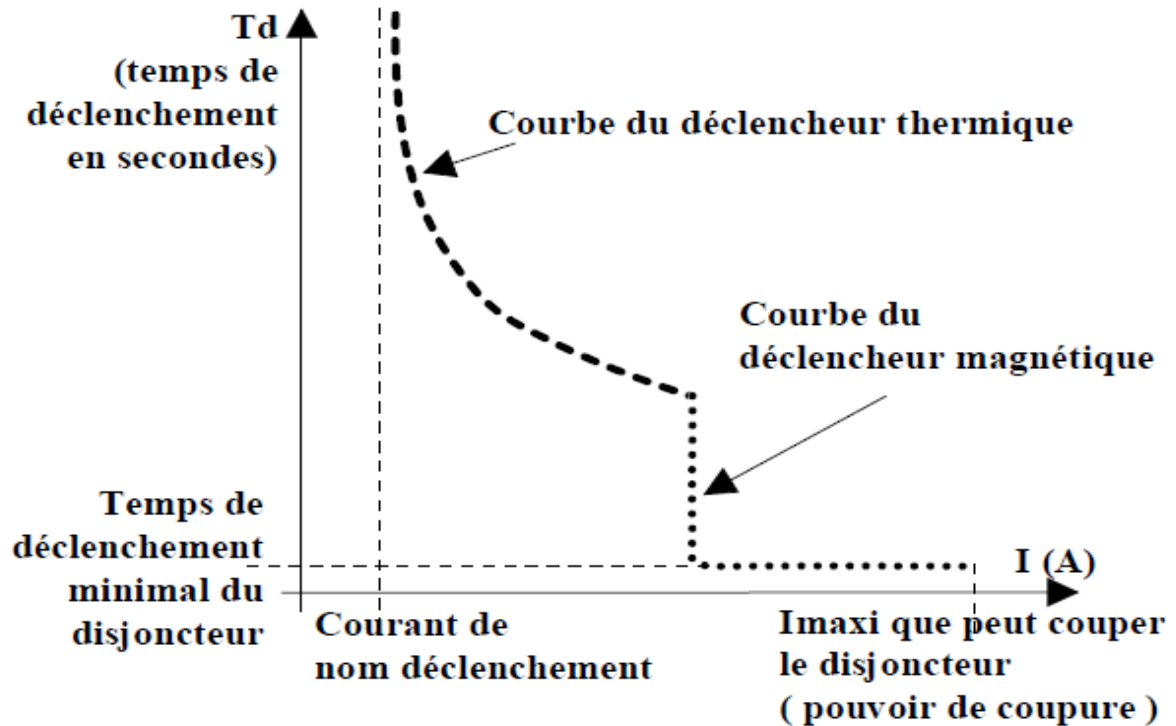 Td
(temps de
déclenchement
en secondes)
Courbe du déclencheur thermique
Courbe du
déclencheur magnétique
Temps de
déclenchement
minimal du
disjoncteur
I (A)
Courant de
nom déclenchement
Imaxi que peut couper
le disjoncteur
( pouvoir de coupure )